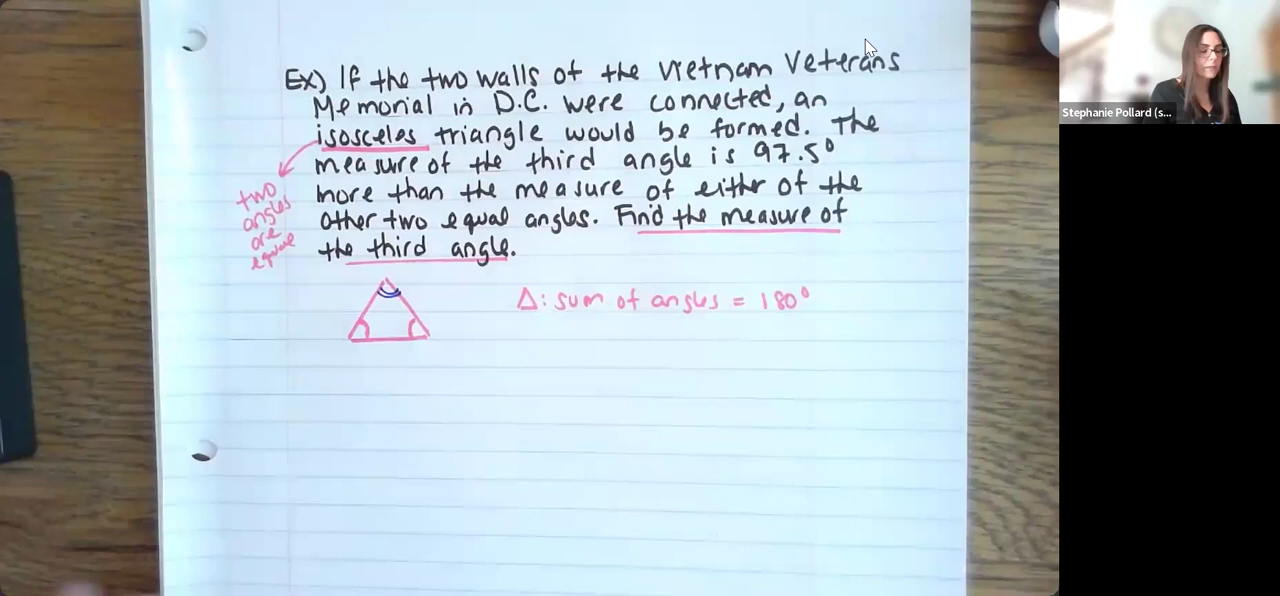 Ex) If the two walls of the Vietnam Veterans
Memorial in D.C. were connected, an
isosceles triangle would be formed. The
measure of the third angle is 97.5°
more than the measure of either of the
other two equal angles. Find the measure of
the third angle.
two
angles
are
equal
Δ: sum of angles = 180°
Stephanie Pollard (s...